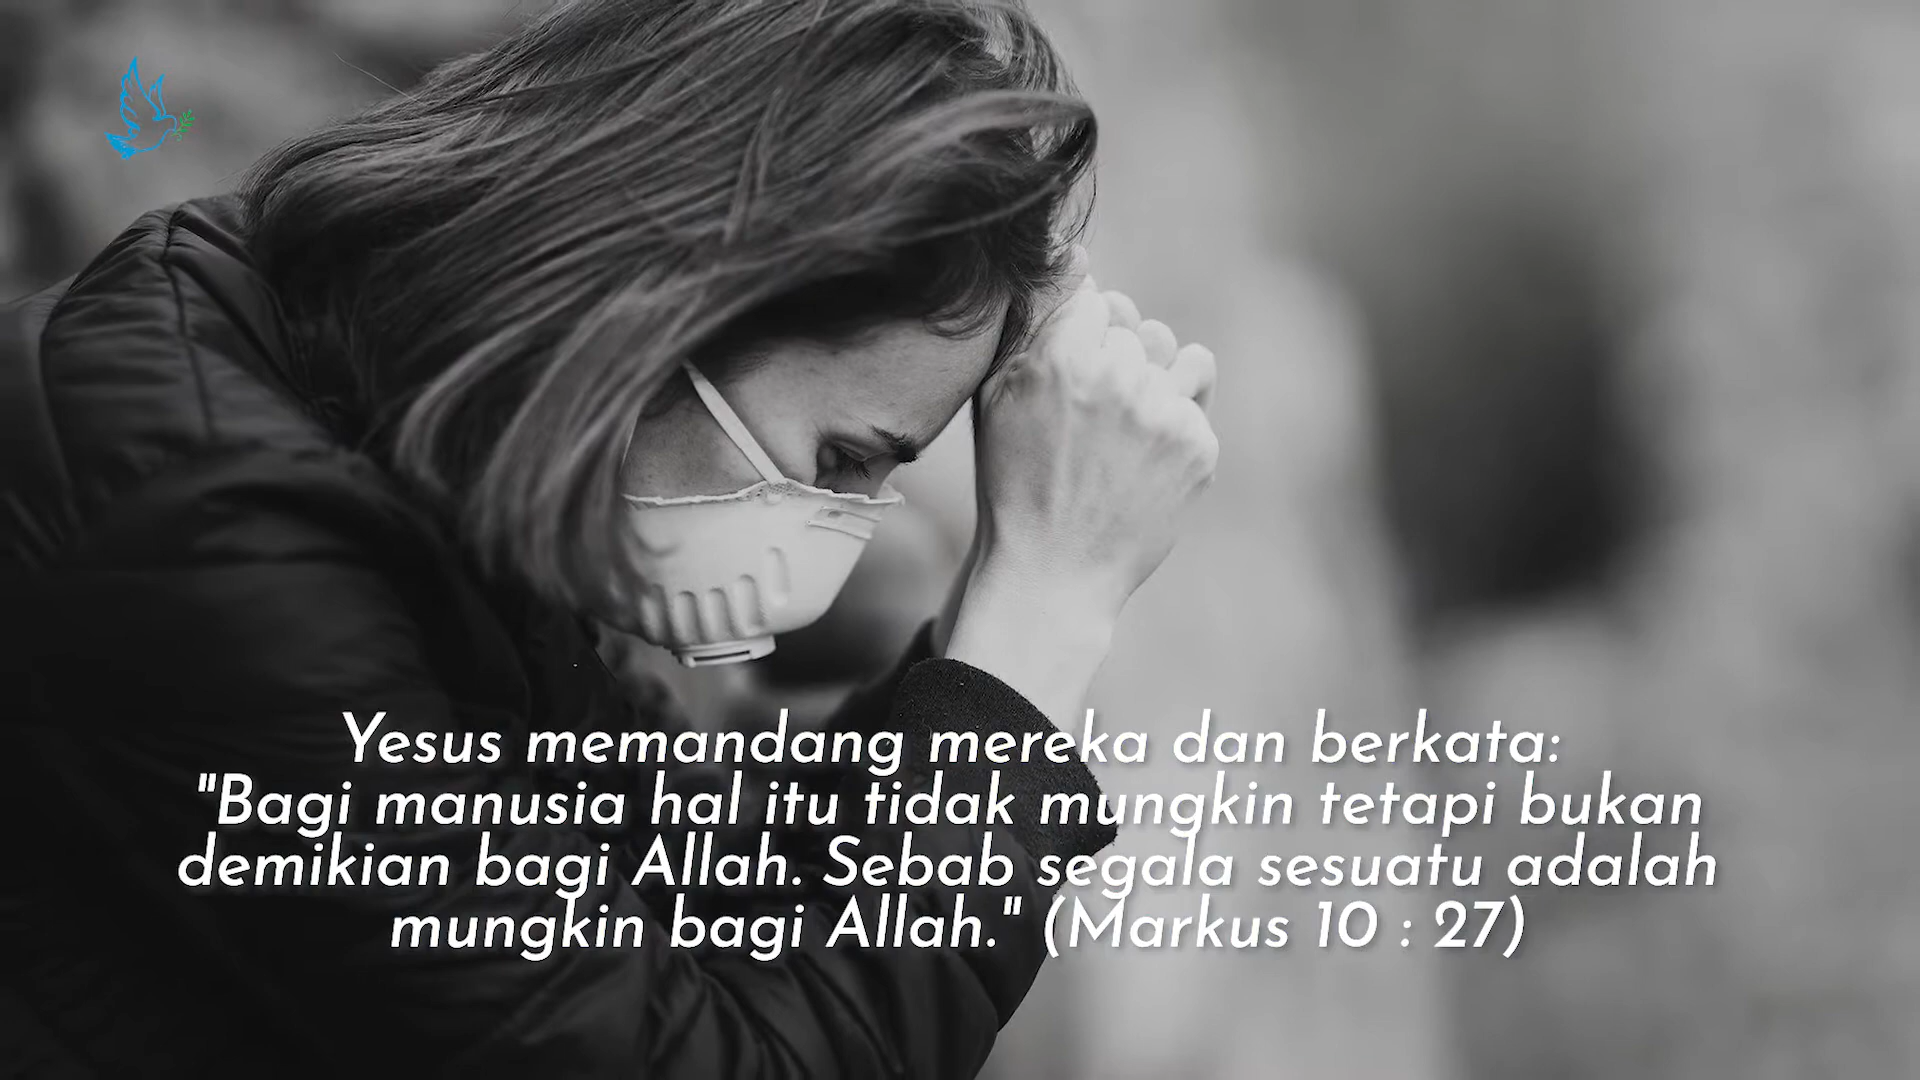 Yesus memandang mereka dan berkata:
"Bagi manusia hal itu tidak mungkin tetapi bukan
demikian bagi Allah. Sebab segala sesuatu adalah
mungkin bagi Allah." (Markus 10 : 27)